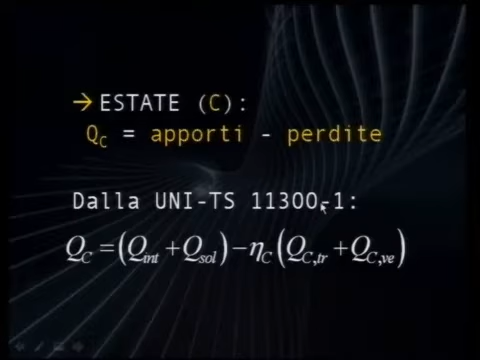 → ESTATE (C):
Q_C = apporti - perdite
Dalla UNI-TS 11300-1:
Q_C = (Q_int + Q_sol) − η_C (Q_C,tr + Q_C,ve)